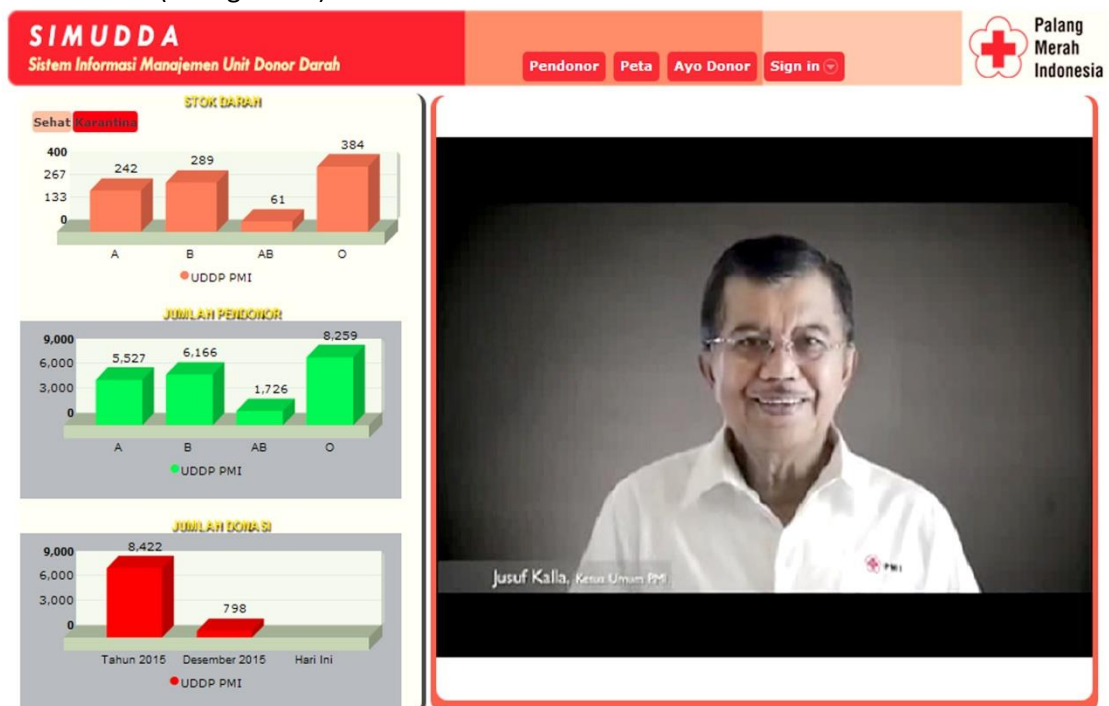 SIMUDDA
Sistem Informasi Manajemen Unit Donor Darah
Pendonor Peta Ayo Donor Sign in
Palang
Merah
Indonesia
STOK DARAH
Sehat Karantina
400
267
133
0
242
289
61
384
A B AB O
UDDP PMI
JUMLAH PENDONOR
9,000
6,000
3,000
0
5,527
6,166
1,726
8,259
A B AB O
UDDP PMI
JUMLAH DONASI
9,000
6,000
3,000
0
8,422
798
Tahun 2015 Desember 2015 Hari Ini
UDDP PMI
Jusuf Kalla, Ketua Umum PMI
PMI